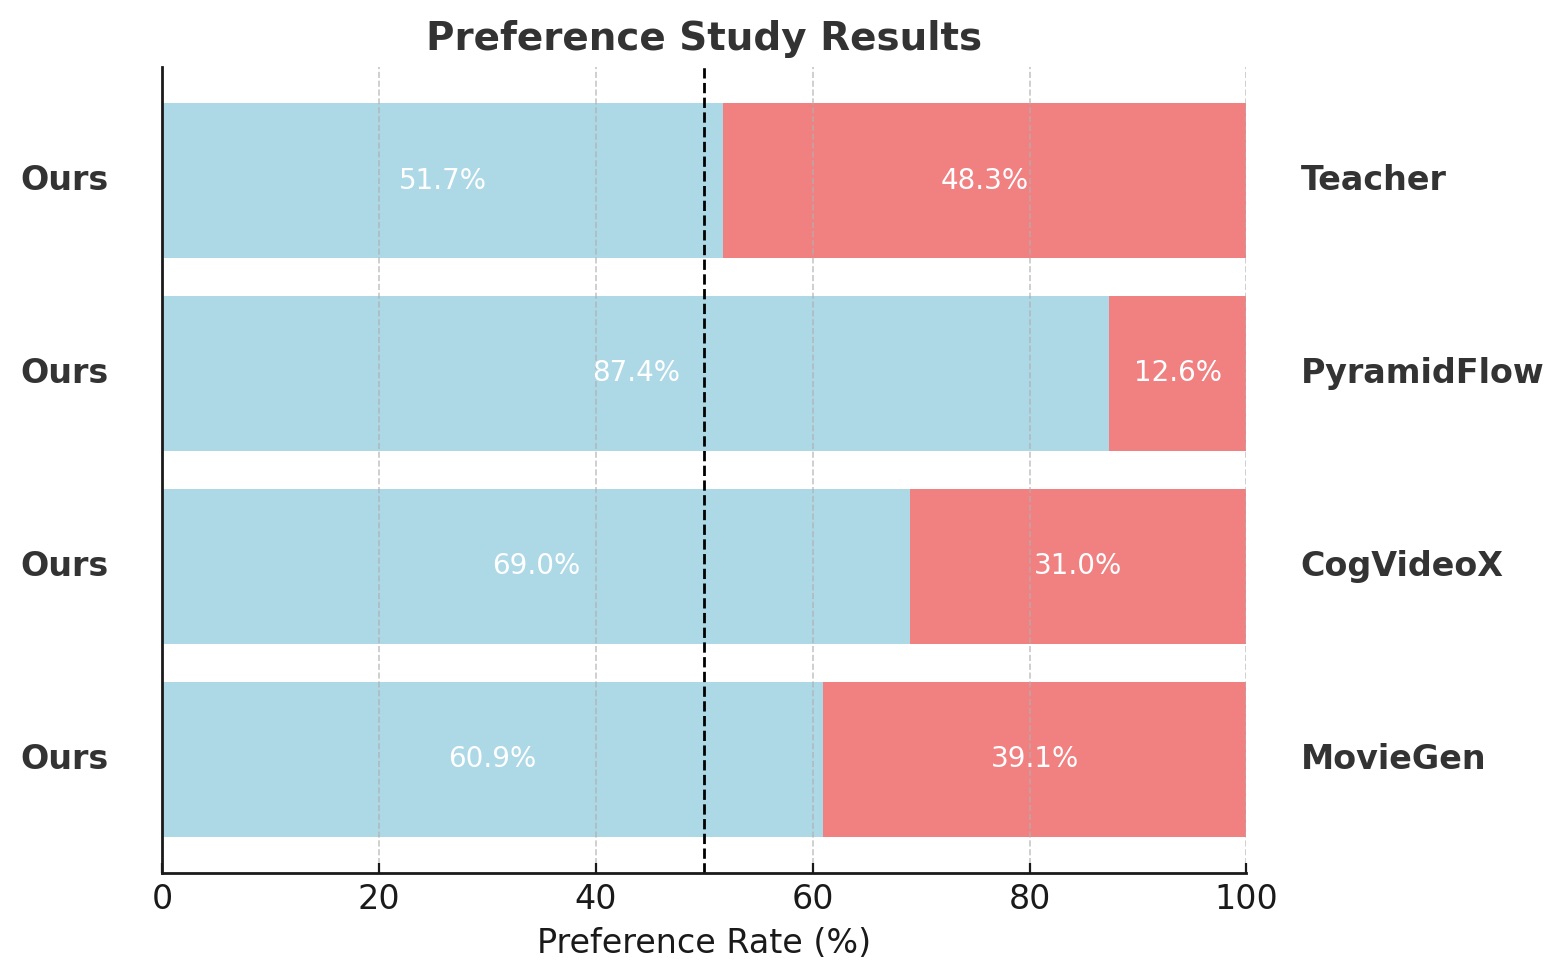 Preference Study Results
Ours 51.7% 48.3% Teacher
Ours 87.4% 12.6% PyramidFlow
Ours 69.0% 31.0% CogVideoX
Ours 60.9% 39.1% MovieGen
0 20 40 60 80 100
Preference Rate (%)